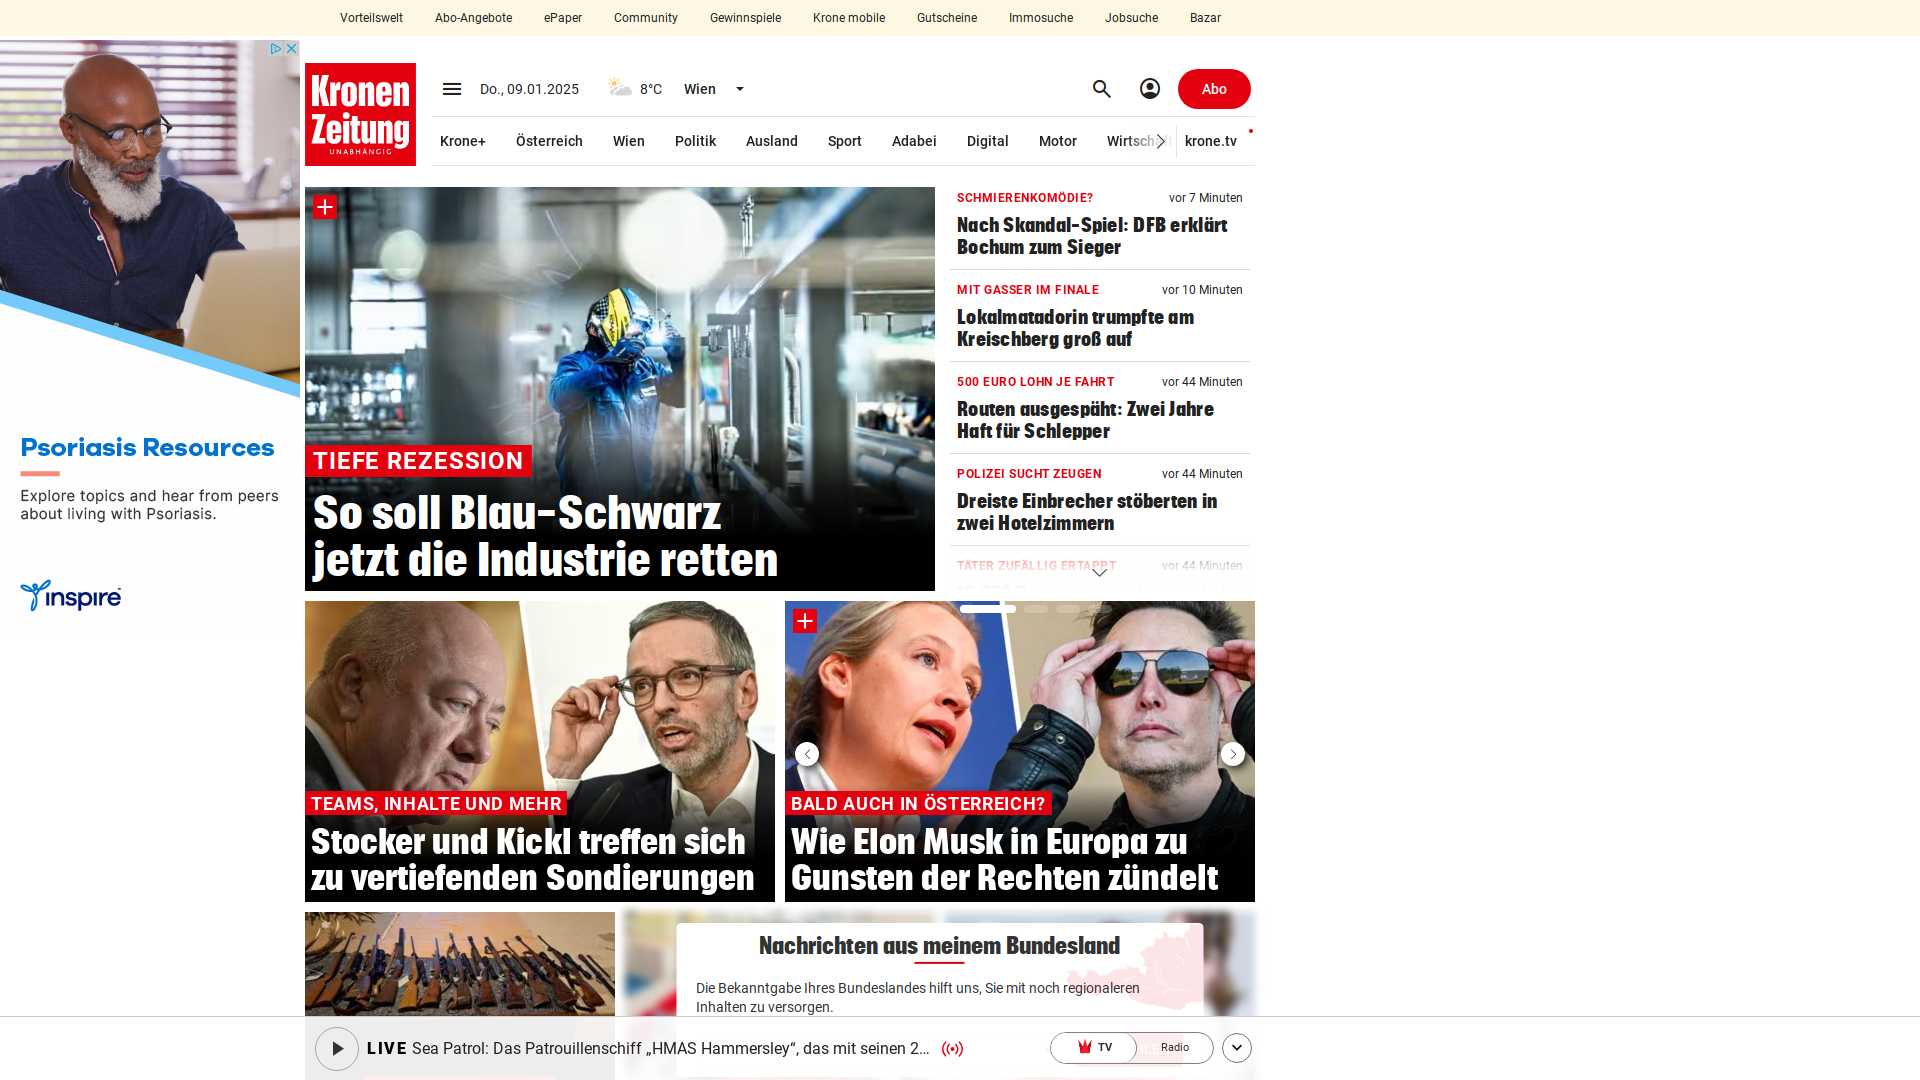 Vorteilswelt
Abo-Angebote
ePaper
Community
Gewinnspiele
Krone mobile
Gutscheine
Immosuche
Jobsuche
Bazar
Kronen
Zeitung
UNABHÄNGIG
Do., 09.01.2025
8°C
Wien
Abo
Krone+
Österreich
Wien
Politik
Ausland
Sport
Adabei
Digital
Motor
Wirtschaft
krone.tv
Psoriasis Resources
Explore topics and hear from peers
about living with Psoriasis.
inspire
TIEFE REZESSION
So soll Blau-Schwarz
jetzt die Industrie retten
SCHMIERENKOMÖDIE?
vor 7 Minuten
Nach Skandal-Spiel: DFB erklärt
Bochum zum Sieger
MIT GASSER IM FINALE
vor 10 Minuten
Lokalmatadorin trumpfte am
Kreischberg groß auf
500 EURO LOHN JE FAHRT
vor 44 Minuten
Routen ausgespäht: Zwei Jahre
Haft für Schlepper
POLIZEI SUCHT ZEUGEN
vor 44 Minuten
Dreiste Einbrecher stöberten in
zwei Hotelzimmern
TÄTER ZUFÄLLIG ERTAPPT
vor 44 Minuten
TEAMS, INHALTE UND MEHR
Stocker und Kickl treffen sich
zu vertiefenden Sondierungen
BALD AUCH IN ÖSTERREICH?
Wie Elon Musk in Europa zu
Gunsten der Rechten zündelt
Nachrichten aus meinem Bundesland
Die Bekanntgabe Ihres Bundeslandes hilft uns, Sie mit noch regionaleren
Inhalten zu versorgen.
LIVE Sea Patrol: Das Patrouillenschiff „HMAS Hammersley“, das mit seinen 2...
TV
Radio